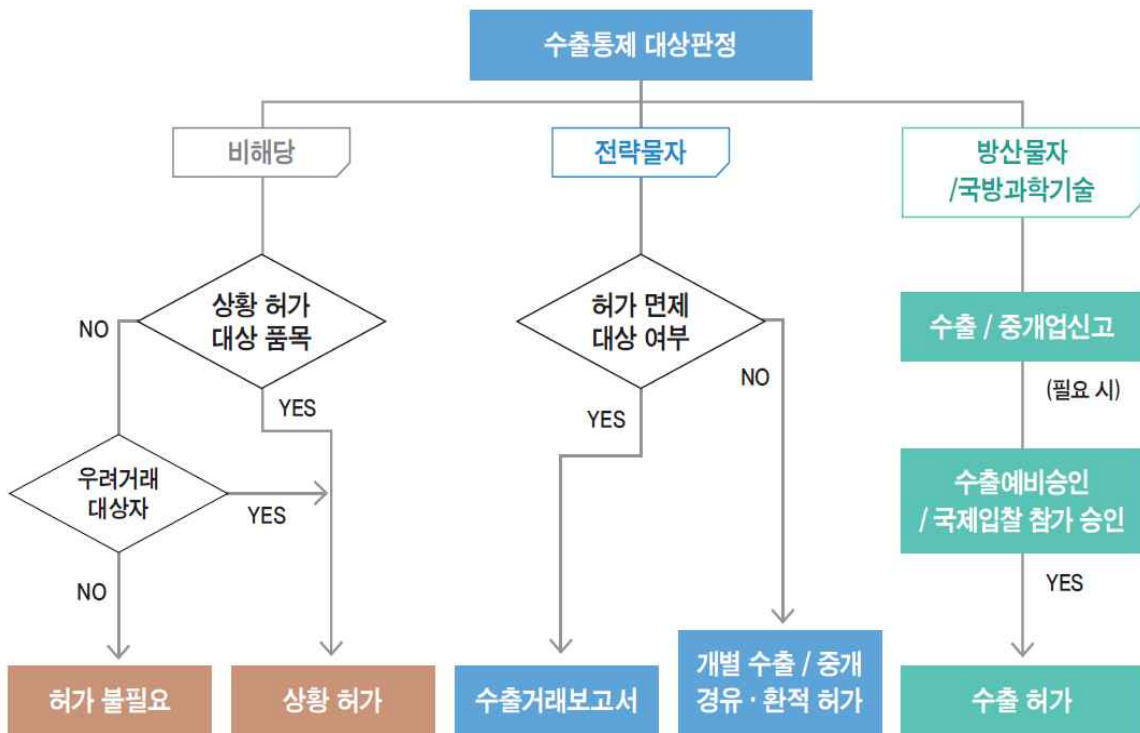 수출통제 대상판정
비해당
전략물자
방산물자
/국방과학기술
상황 허가
대상 품목
허가 면제
대상 여부
수출 / 중개업신고
NO
YES
YES
NO
(필요 시)
우려거래
대상자
YES
수출예비승인
/ 국제입찰 참가 승인
NO
YES
허가 불필요
상황 허가
수출거래보고서
개별 수출 / 중개
경유 · 환적 허가
수출 허가